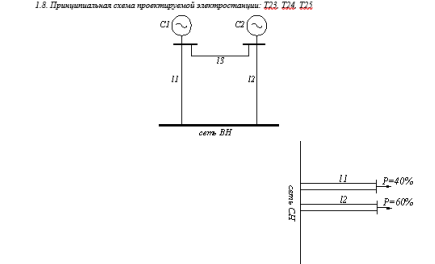 1.8. Принципиальная схема проектируемой электростанции: Т23, Т24, Т25
С1
С2
l3
l1
l2
сеть ВН
сеть СН
l1
P=40%
l2
P=60%